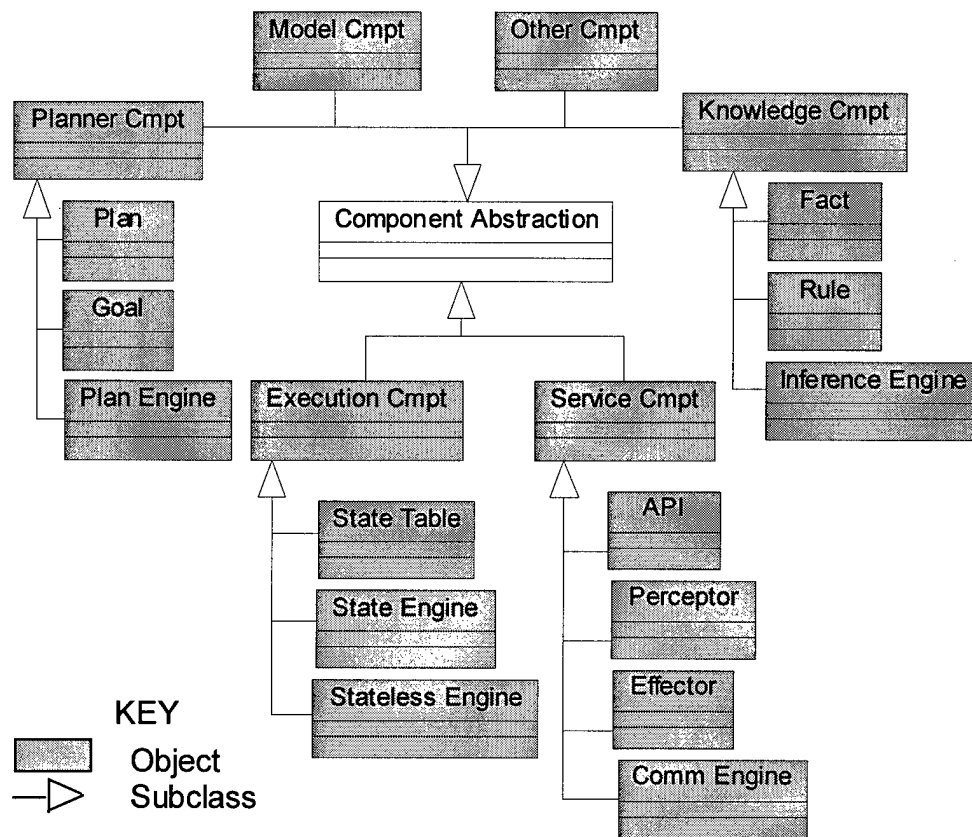 Model Cmpt
Other Cmpt
Planner Cmpt
Knowledge Cmpt
Plan
Component Abstraction
Fact
Goal
Rule
Plan Engine
Execution Cmpt
Service Cmpt
Inference Engine
State Table
API
State Engine
Perceptor
Stateless Engine
Effector
Comm Engine
KEY
Object
Subclass